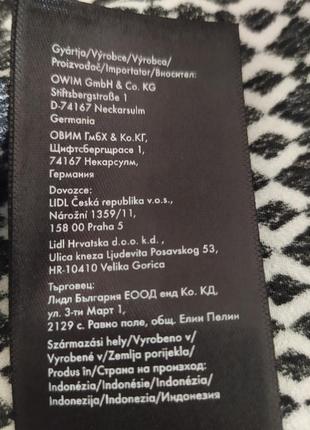 Gyártja/Výrobce/Výrobca/
Proizvođač/Importator/Вносител:
OWIM GmbH & Co. KG
Stiftsbergstraße 1
D-74167 Neckarsulm
Germania
ОВИМ ГмбХ & Ко.КГ,
Щифтсбергщрасе 1,
74167 Некарсулм,
Германия
Dovozce:
LIDL Česká republika v.o.s.,
Nárožní 1359/11,
158 00 Praha 5
Lidl Hrvatska d.o.o. k.d.,
Ulica kneza Ljudevita Posavskog 53,
HR-10410 Velika Gorica
Търговец:
Лидл България ЕООД енд Ко. КД,
ул. 3-ти Март 1,
2129 с. Равно поле, общ. Елин Пелин
Származási hely/Vyrobeno v/
Vyrobené v/Zemlja porijekla/
Produs în/Страна на произход:
Indonézia/Indonésie/Indonézia/
Indonezija/Indonezia/Индонезия